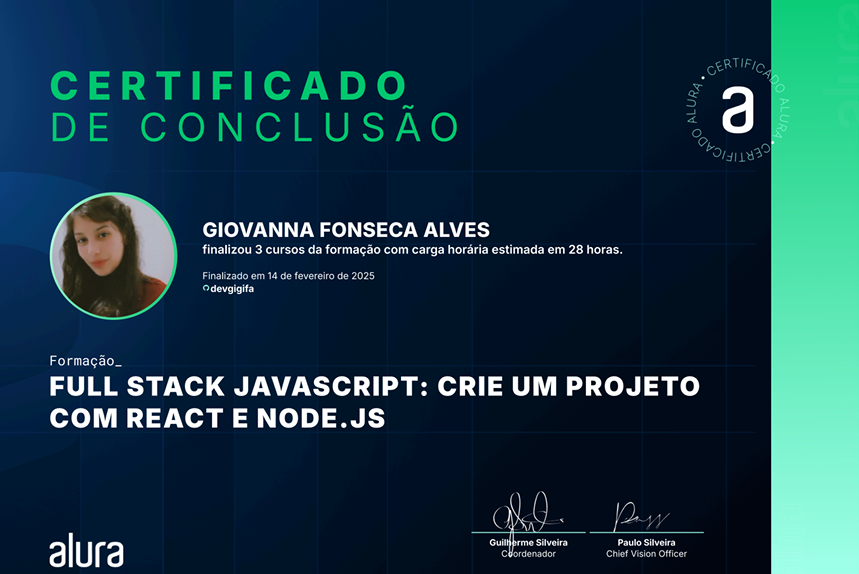 CERTIFICADO
DE CONCLUSÃO
CERTIFICADO ALURA • CERTIFICADO ALURA •
a
GIOVANNA FONSECA ALVES
finalizou 3 cursos da formação com carga horária estimada em 28 horas.
Finalizado em 14 de fevereiro de 2025
devgigifa
Formação_
FULL STACK JAVASCRIPT: CRIE UM PROJETO
COM REACT E NODE.JS
Guilherme Silveira
Coordenador
Paulo Silveira
Chief Vision Officer
alura